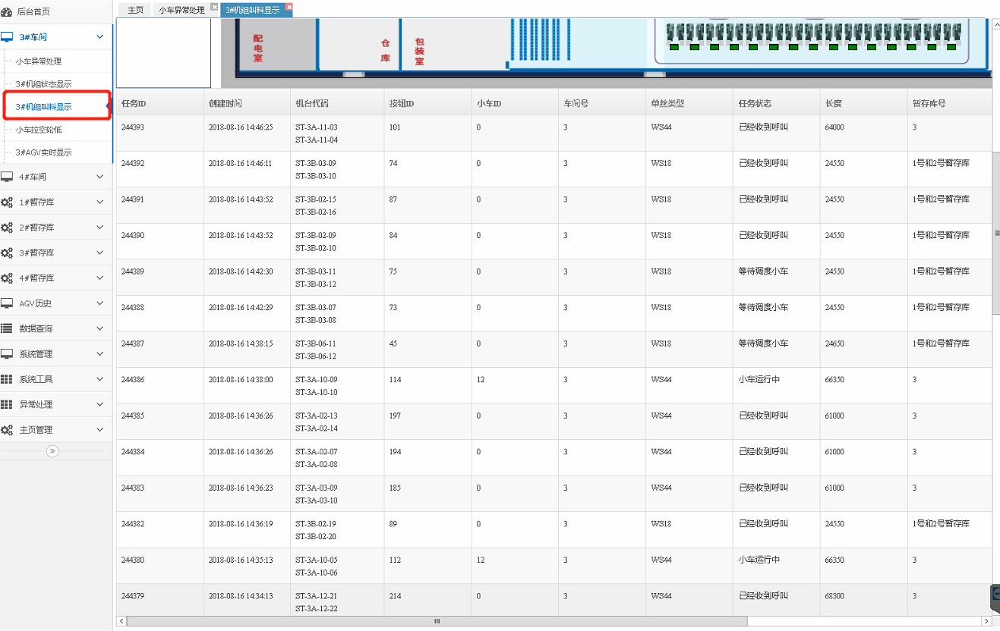 后台首页
3#车间
小车异常处理
3#机组状态显示
3#机组叫料显示
小车拉空轮低
3#AGV实时显示
4#车间
1#暂存库
2#暂存库
3#暂存库
4#暂存库
AGV历史
数据查询
系统管理
系统工具
异常处理
主页管理
主页 小车异常处理 3#机组叫料显示
配电室
仓库
包装室
任务ID 创建时间 机台代码 按钮ID 小车ID 车间号 单丝类型 任务状态 长度 暂存库号
244393 2018-08-16 14:46:25 ST-3A-11-03 101 0 3 WS44 已经收到呼叫 64000 3
ST-3A-11-04
244392 2018-08-16 14:46:11 ST-3B-03-09 74 0 3 WS18 已经收到呼叫 24550 1号和2号暂存库
ST-3B-03-10
244391 2018-08-16 14:43:52 ST-3B-02-15 87 0 3 WS18 已经收到呼叫 24550 1号和2号暂存库
ST-3B-02-16
244390 2018-08-16 14:43:52 ST-3B-02-09 84 0 3 WS18 已经收到呼叫 24550 1号和2号暂存库
ST-3B-02-10
244389 2018-08-16 14:42:30 ST-3B-03-11 75 0 3 WS18 等待调度小车 24550 1号和2号暂存库
ST-3B-03-12
244388 2018-08-16 14:42:29 ST-3B-03-07 73 0 3 WS18 等待调度小车 24550 1号和2号暂存库
ST-3B-03-08
244387 2018-08-16 14:38:15 ST-3B-06-11 45 0 3 WS18 等待调度小车 24650 1号和2号暂存库
ST-3B-06-12
244386 2018-08-16 14:38:00 ST-3A-10-09 114 12 3 WS44 小车运行中 66350 3
ST-3A-10-10
244385 2018-08-16 14:36:26 ST-3A-02-13 197 0 3 WS44 已经收到呼叫 61000 3
ST-3A-02-14
244384 2018-08-16 14:36:26 ST-3A-02-07 194 0 3 WS44 已经收到呼叫 61000 3
ST-3A-02-08
244383 2018-08-16 14:36:23 ST-3A-03-09 185 0 3 WS44 已经收到呼叫 61000 3
ST-3A-03-10
244382 2018-08-16 14:36:19 ST-3B-02-19 89 0 3 WS18 已经收到呼叫 24550 1号和2号暂存库
ST-3B-02-20
244380 2018-08-16 14:35:13 ST-3A-10-05 112 12 3 WS44 小车运行中 66350 3
ST-3A-10-06
244379 2018-08-16 14:34:13 ST-3A-12-21 214 0 3 WS44 已经收到呼叫 68300 3
ST-3A-12-22